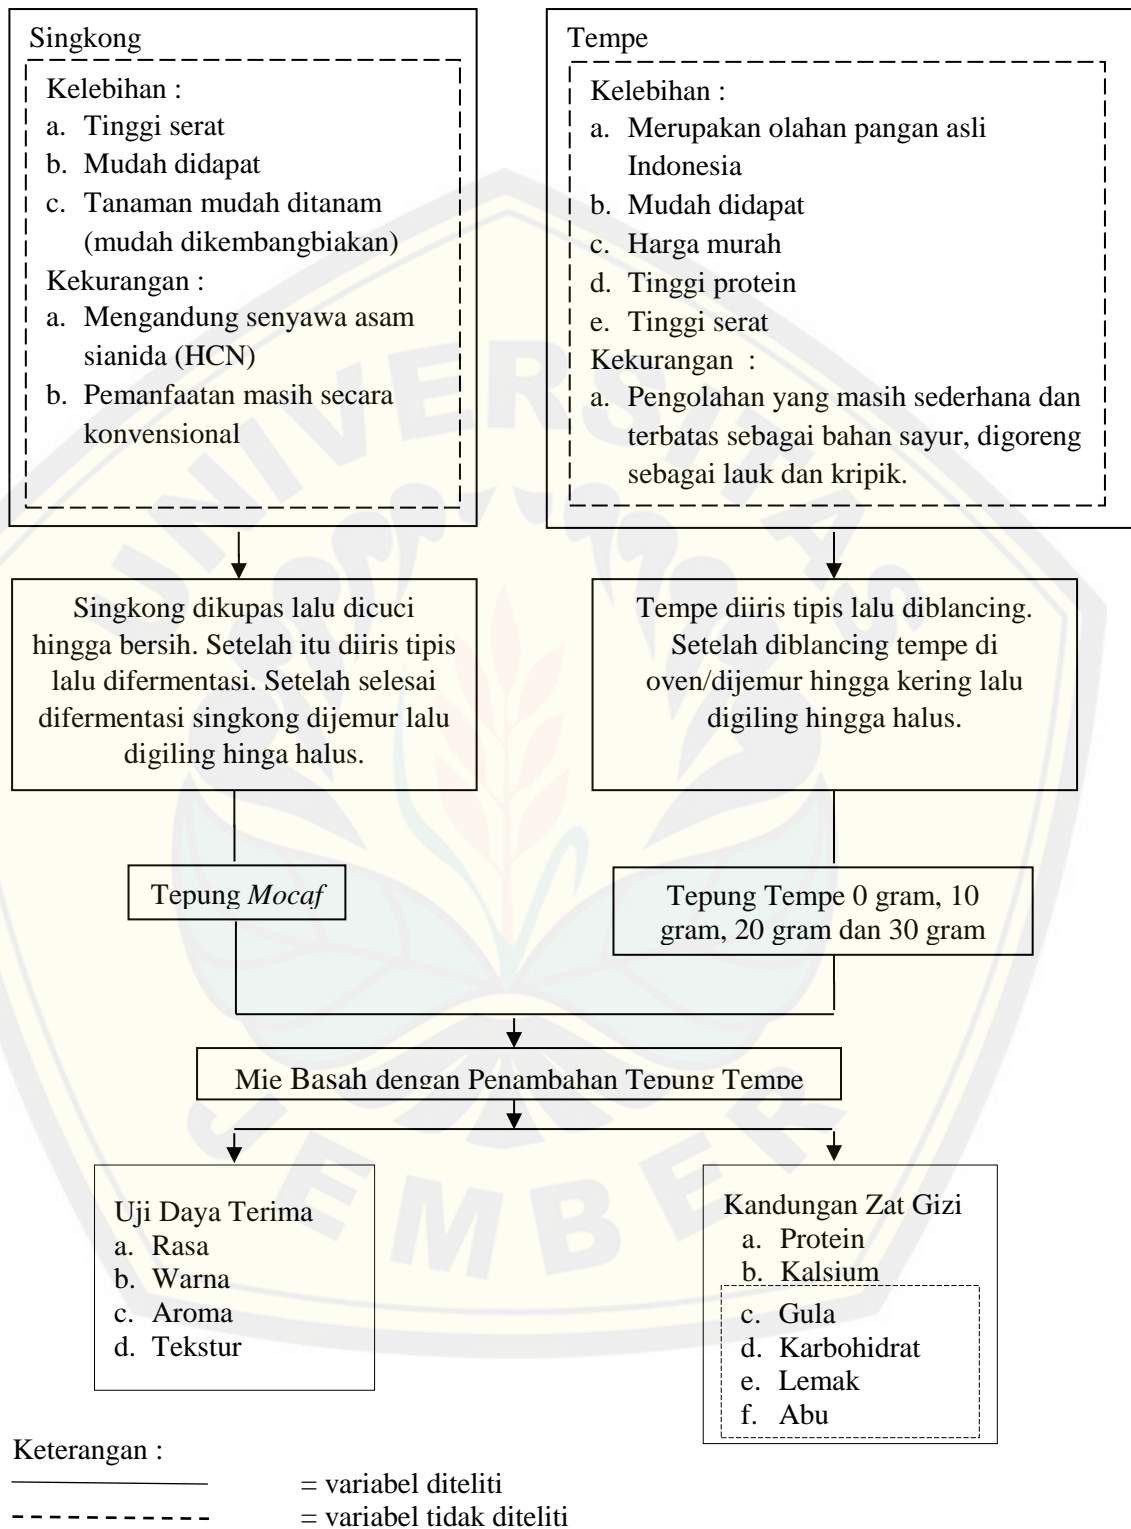 Singkong
Kelebihan :
a. Tinggi serat
b. Mudah didapat
c. Tanaman mudah ditanam
(mudah dikembangbiakan)
Kekurangan :
a. Mengandung senyawa asam
sianida (HCN)
b. Pemanfaatan masih secara
konvensional
Tempe
Kelebihan :
a. Merupakan olahan pangan asli
Indonesia
b. Mudah didapat
c. Harga murah
d. Tinggi protein
e. Tinggi serat
Kekurangan :
a. Pengolahan yang masih sederhana dan
terbatas sebagai bahan sayur, digoreng
sebagai lauk dan kripik.
Singkong dikupas lalu dicuci
hingga bersih. Setelah itu diiris tipis
lalu difermentasi. Setelah selesai
difermentasi singkong dijemur lalu
digiling hinga halus.
Tempe diiris tipis lalu diblancing.
Setelah diblancing tempe di
oven/dijemur hingga kering lalu
digiling hingga halus.
Tepung Mocaf
Tepung Tempe 0 gram, 10
gram, 20 gram dan 30 gram
Mie Basah dengan Penambahan Tepung Tempe
Uji Daya Terima
a. Rasa
b. Warna
c. Aroma
d. Tekstur
Kandungan Zat Gizi
a. Protein
b. Kalsium
c. Gula
d. Karbohidrat
e. Lemak
f. Abu
Keterangan :
= variabel diteliti
= variabel tidak diteliti
UNIVERSITAS
JEMBER